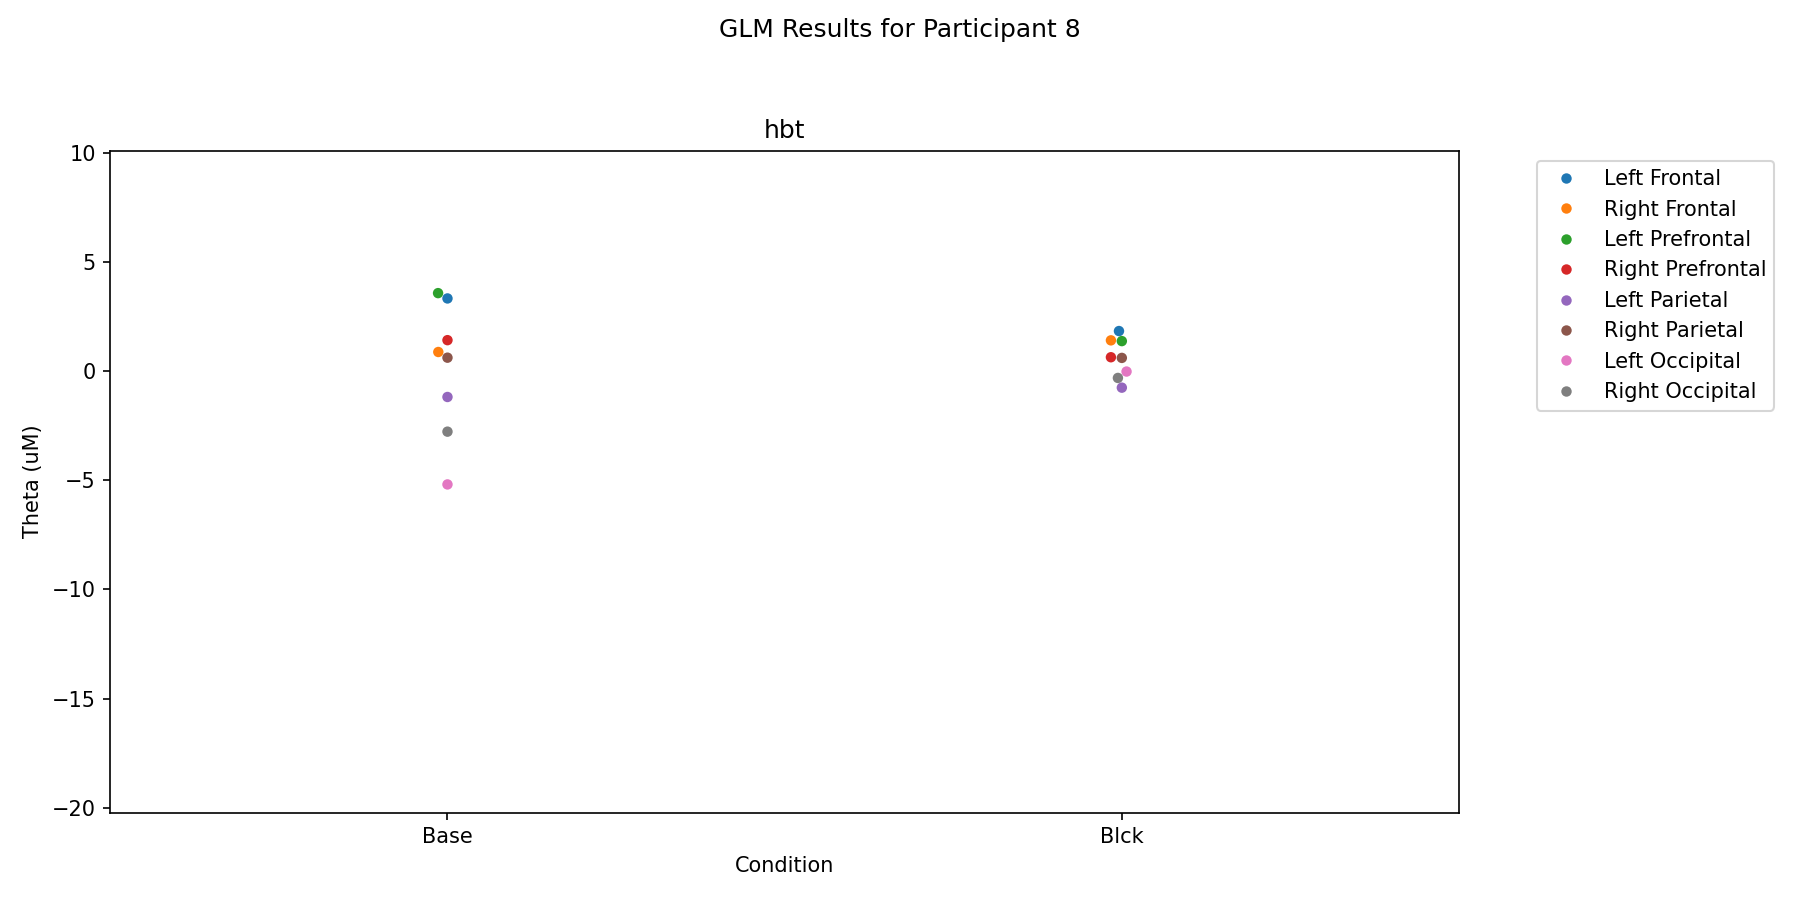 GLM Results for Participant 8
hbt
10
5
0
−5
−10
−15
−20
Theta (uM)
Base
Blck
Condition
Left Frontal
Right Frontal
Left Prefrontal
Right Prefrontal
Left Parietal
Right Parietal
Left Occipital
Right Occipital